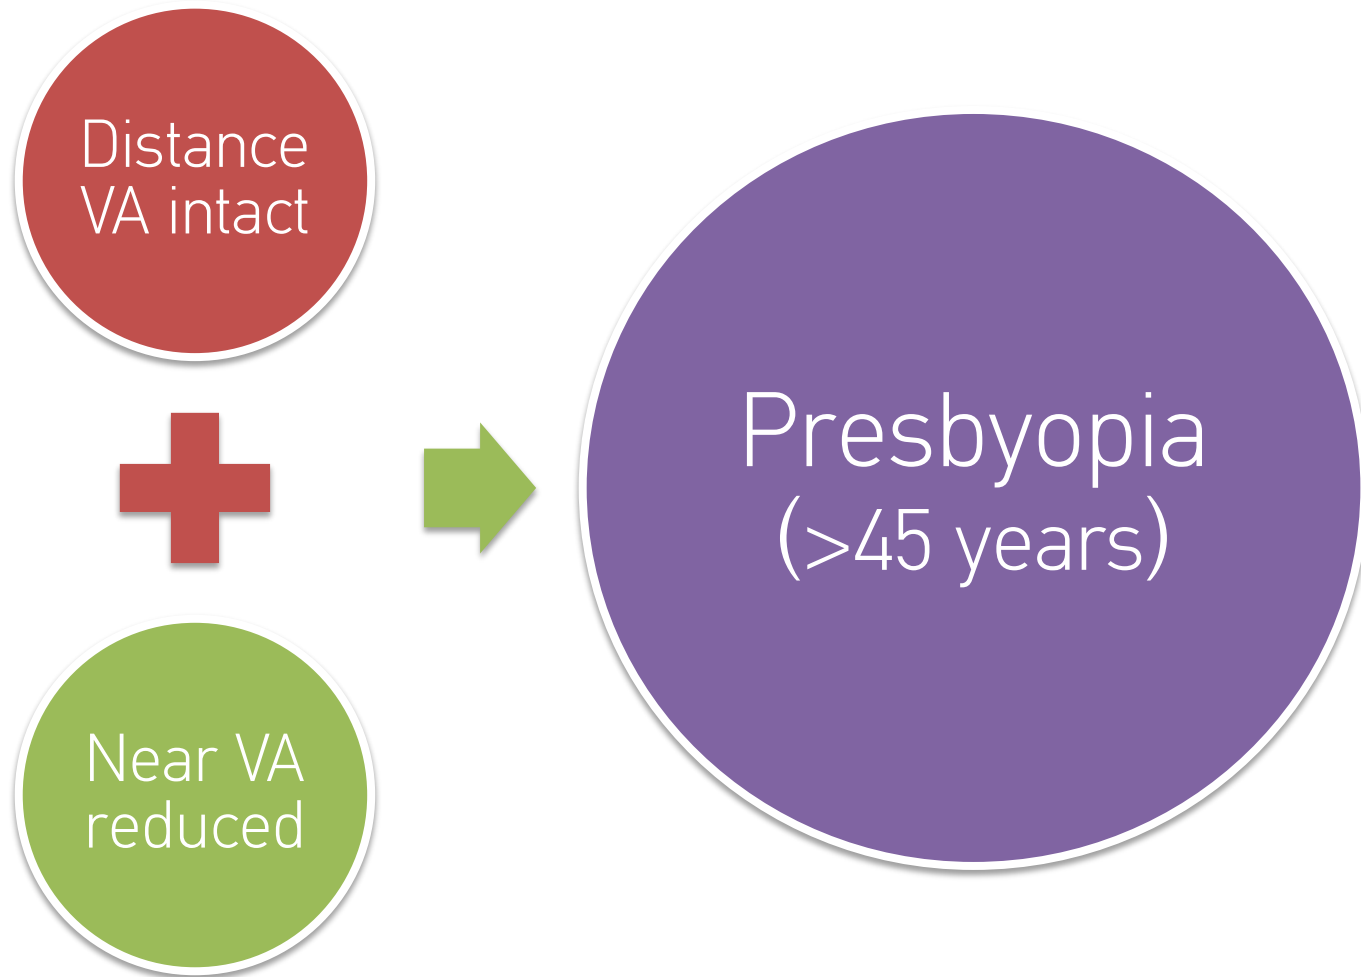 Distance
VA intact
Near VA
reduced
Presbyopia
(>45 years)